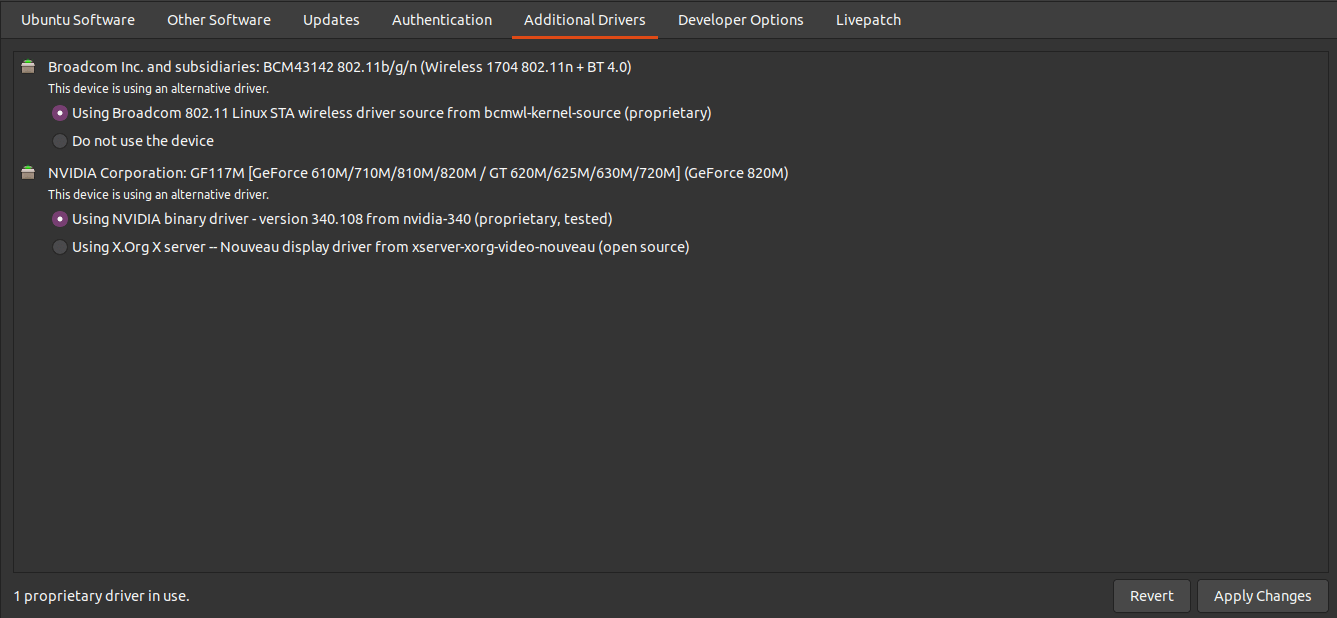 Ubuntu Software Other Software Updates Authentication Additional Drivers Developer Options Livepatch
Broadcom Inc. and subsidiaries: BCM43142 802.11b/g/n (Wireless 1704 802.11n + BT 4.0)
This device is using an alternative driver.
Using Broadcom 802.11 Linux STA wireless driver source from bcmwl-kernel-source (proprietary)
Do not use the device
NVIDIA Corporation: GF117M [GeForce 610M/710M/810M/820M / GT 620M/625M/630M/720M] (GeForce 820M)
This device is using an alternative driver.
Using NVIDIA binary driver - version 340.108 from nvidia-340 (proprietary, tested)
Using X.Org X server -- Nouveau display driver from xserver-xorg-video-nouveau (open source)
1 proprietary driver in use. Revert Apply Changes